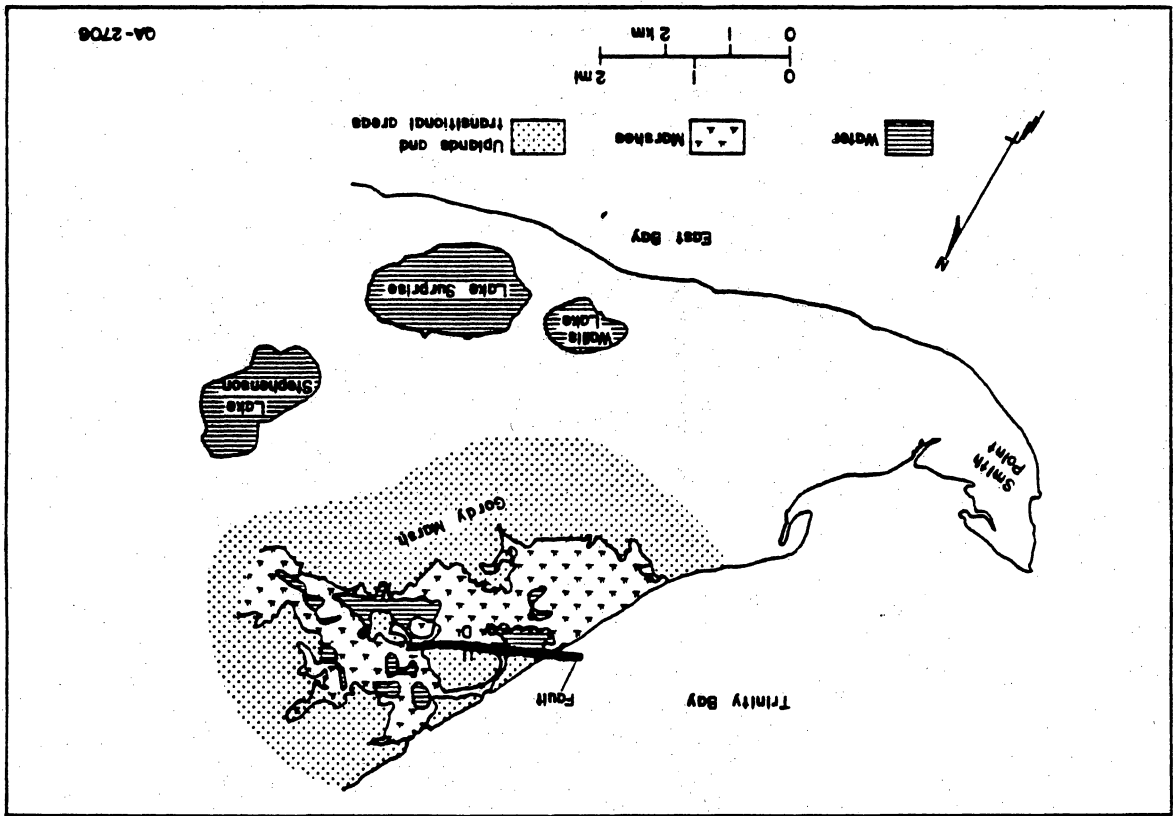 Trinity Bay
Fault
U
D
Gordy Marsh
Smith
Point
Lake
Stephenson
Wallis
Lake
Lake Surprise
East Bay
N
Water
Marshes
Uplands and
transitional areas
0 1 2 mi
0 1 2 km
QA-2706